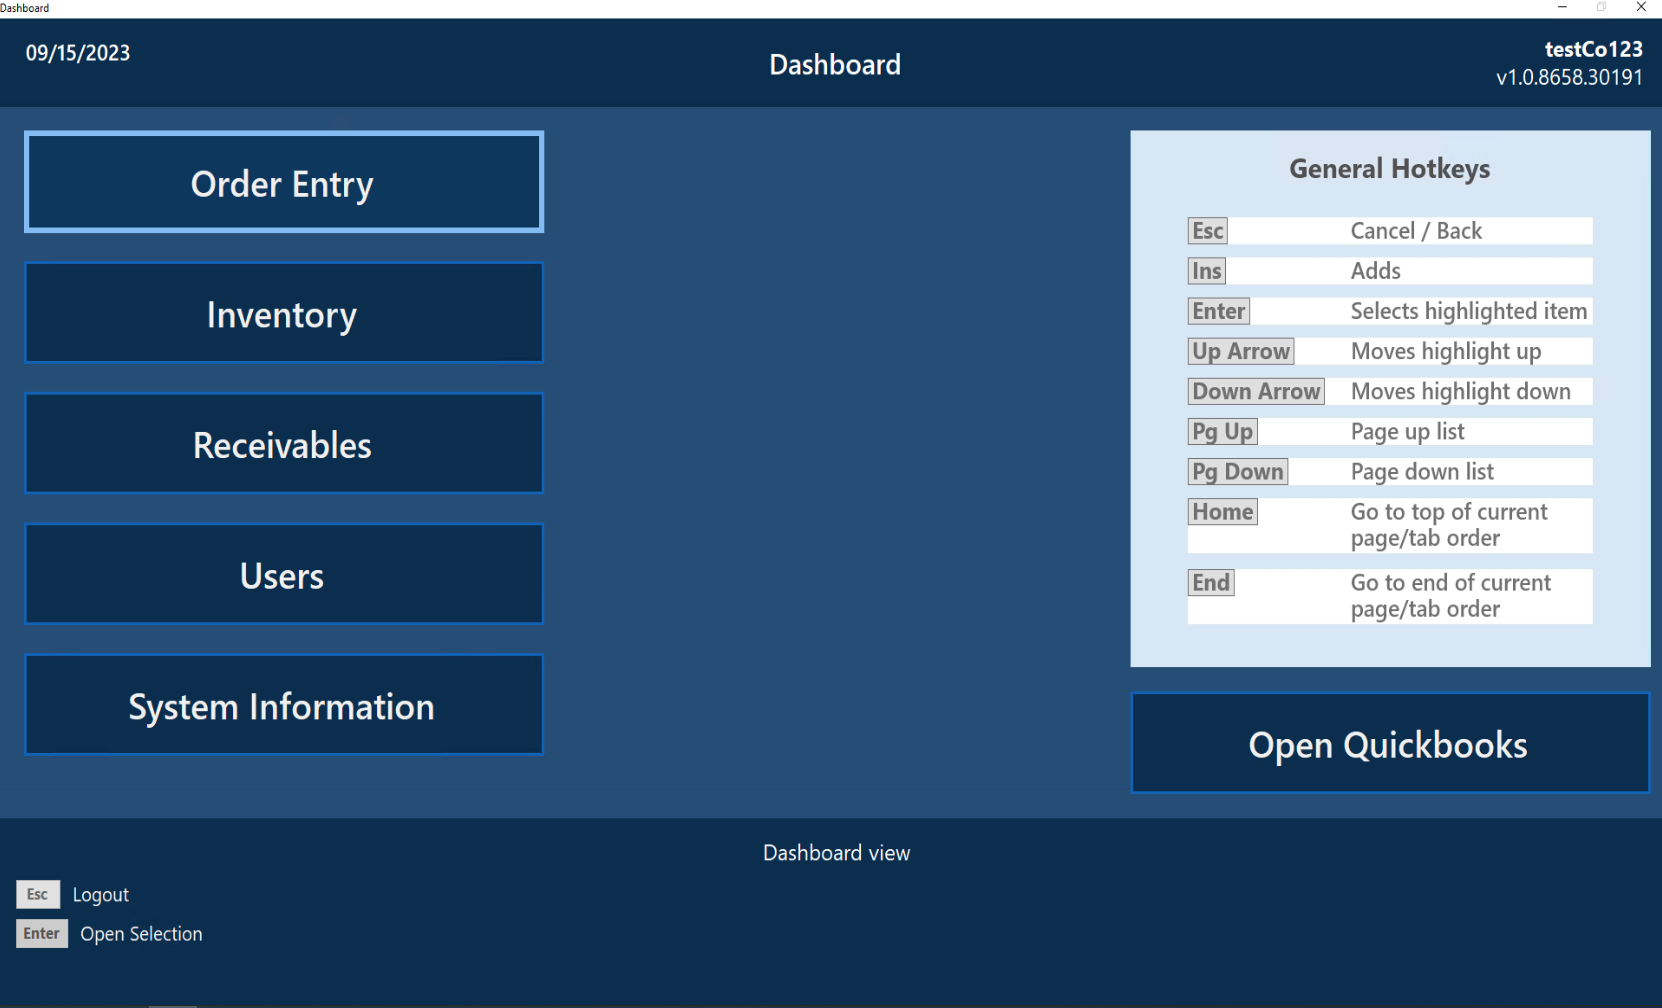 Dashboard
09/15/2023
Dashboard
testCo123
v1.0.8658.30191
Order Entry
Inventory
Receivables
Users
System Information
General Hotkeys
Esc Cancel / Back
Ins Adds
Enter Selects highlighted item
Up Arrow Moves highlight up
Down Arrow Moves highlight down
Pg Up Page up list
Pg Down Page down list
Home Go to top of current
page/tab order
End Go to end of current
page/tab order
Open Quickbooks
Dashboard view
Esc Logout
Enter Open Selection